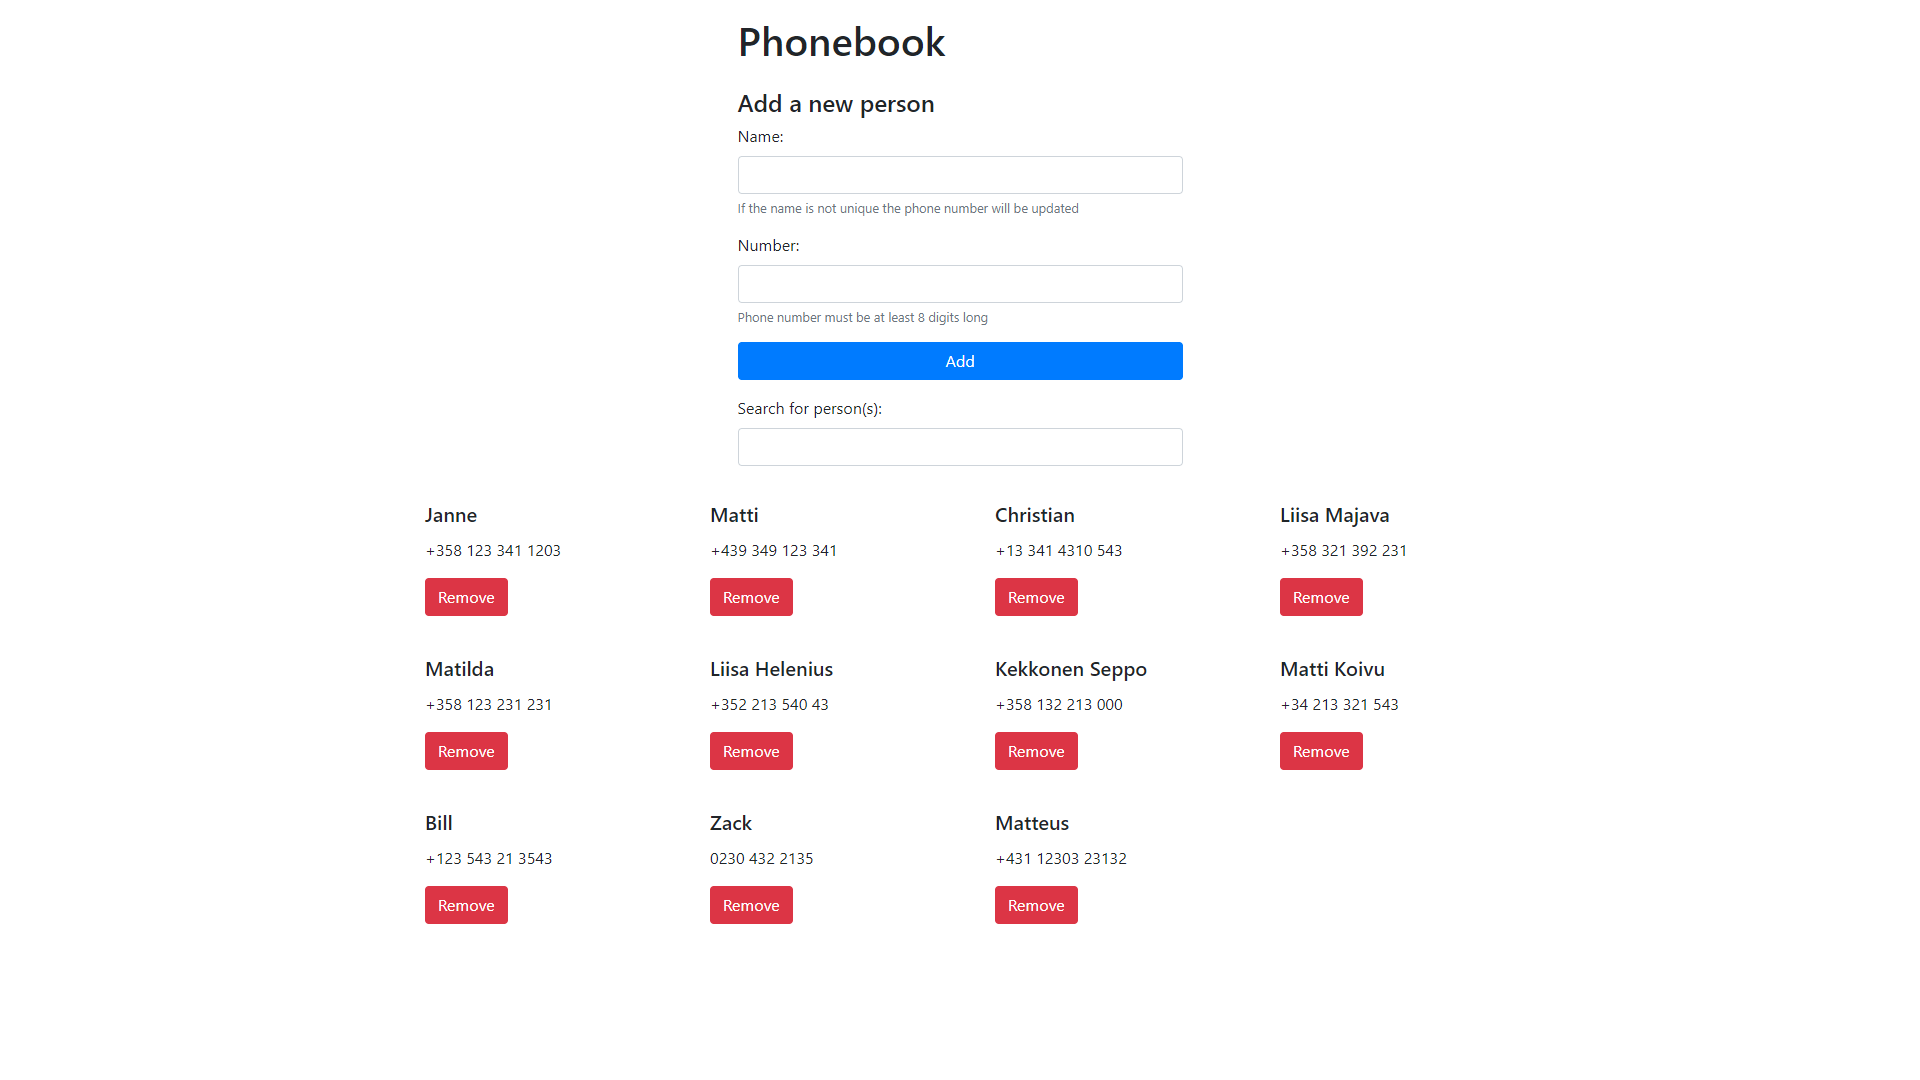 Phonebook
Add a new person
Name:
If the name is not unique the phone number will be updated
Number:
Phone number must be at least 8 digits long
Add
Search for person(s):
Janne
+358 123 341 1203
Remove
Matti
+439 349 123 341
Remove
Christian
+13 341 4310 543
Remove
Liisa Majava
+358 321 392 231
Remove
Matilda
+358 123 231 231
Remove
Liisa Helenius
+352 213 540 43
Remove
Kekkonen Seppo
+358 132 213 000
Remove
Matti Koivu
+34 213 321 543
Remove
Bill
+123 543 21 3543
Remove
Zack
0230 432 2135
Remove
Matteus
+431 12303 23132
Remove